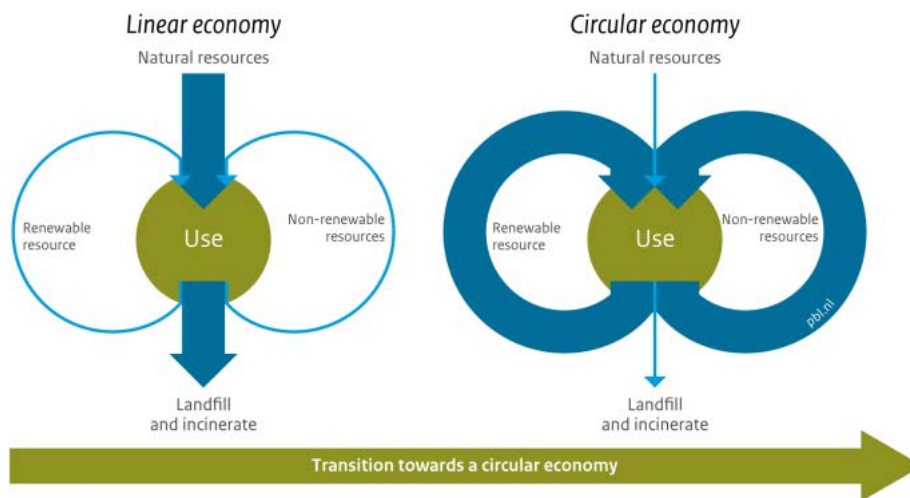 Linear economy
Natural resources
Renewable
resource
Use
Non-renewable
resources
Landfill
and incinerate
Circular economy
Natural resources
Renewable
resource
Use
Non-renewable
resources
pbl.nl
Landfill
and incinerate
Transition towards a circular economy